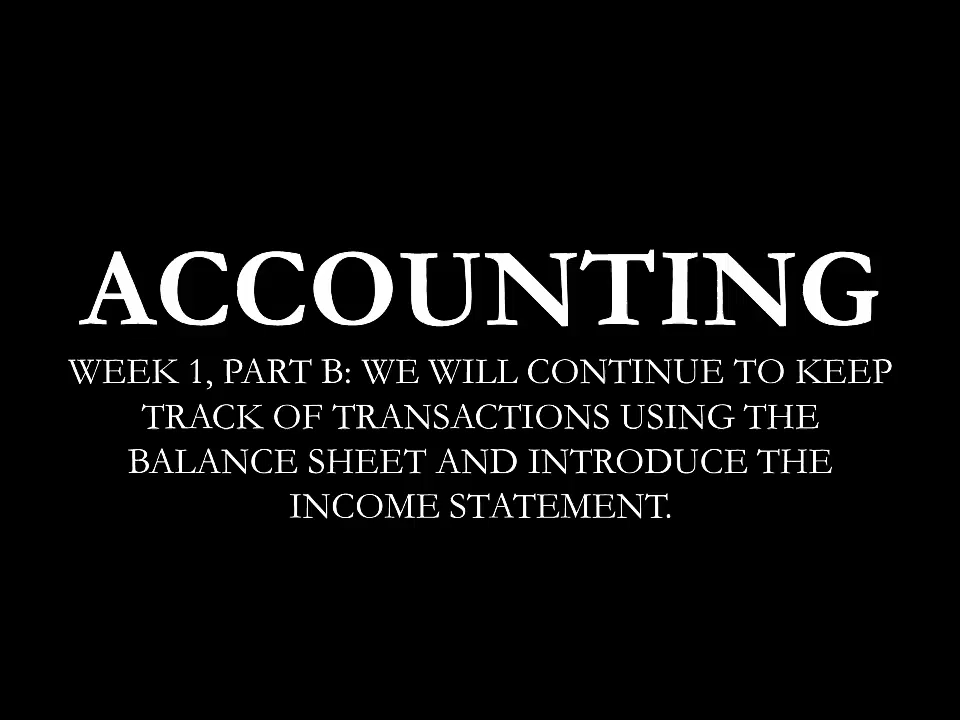 ACCOUNTING
WEEK 1, PART B: WE WILL CONTINUE TO KEEP
TRACK OF TRANSACTIONS USING THE
BALANCE SHEET AND INTRODUCE THE
INCOME STATEMENT.